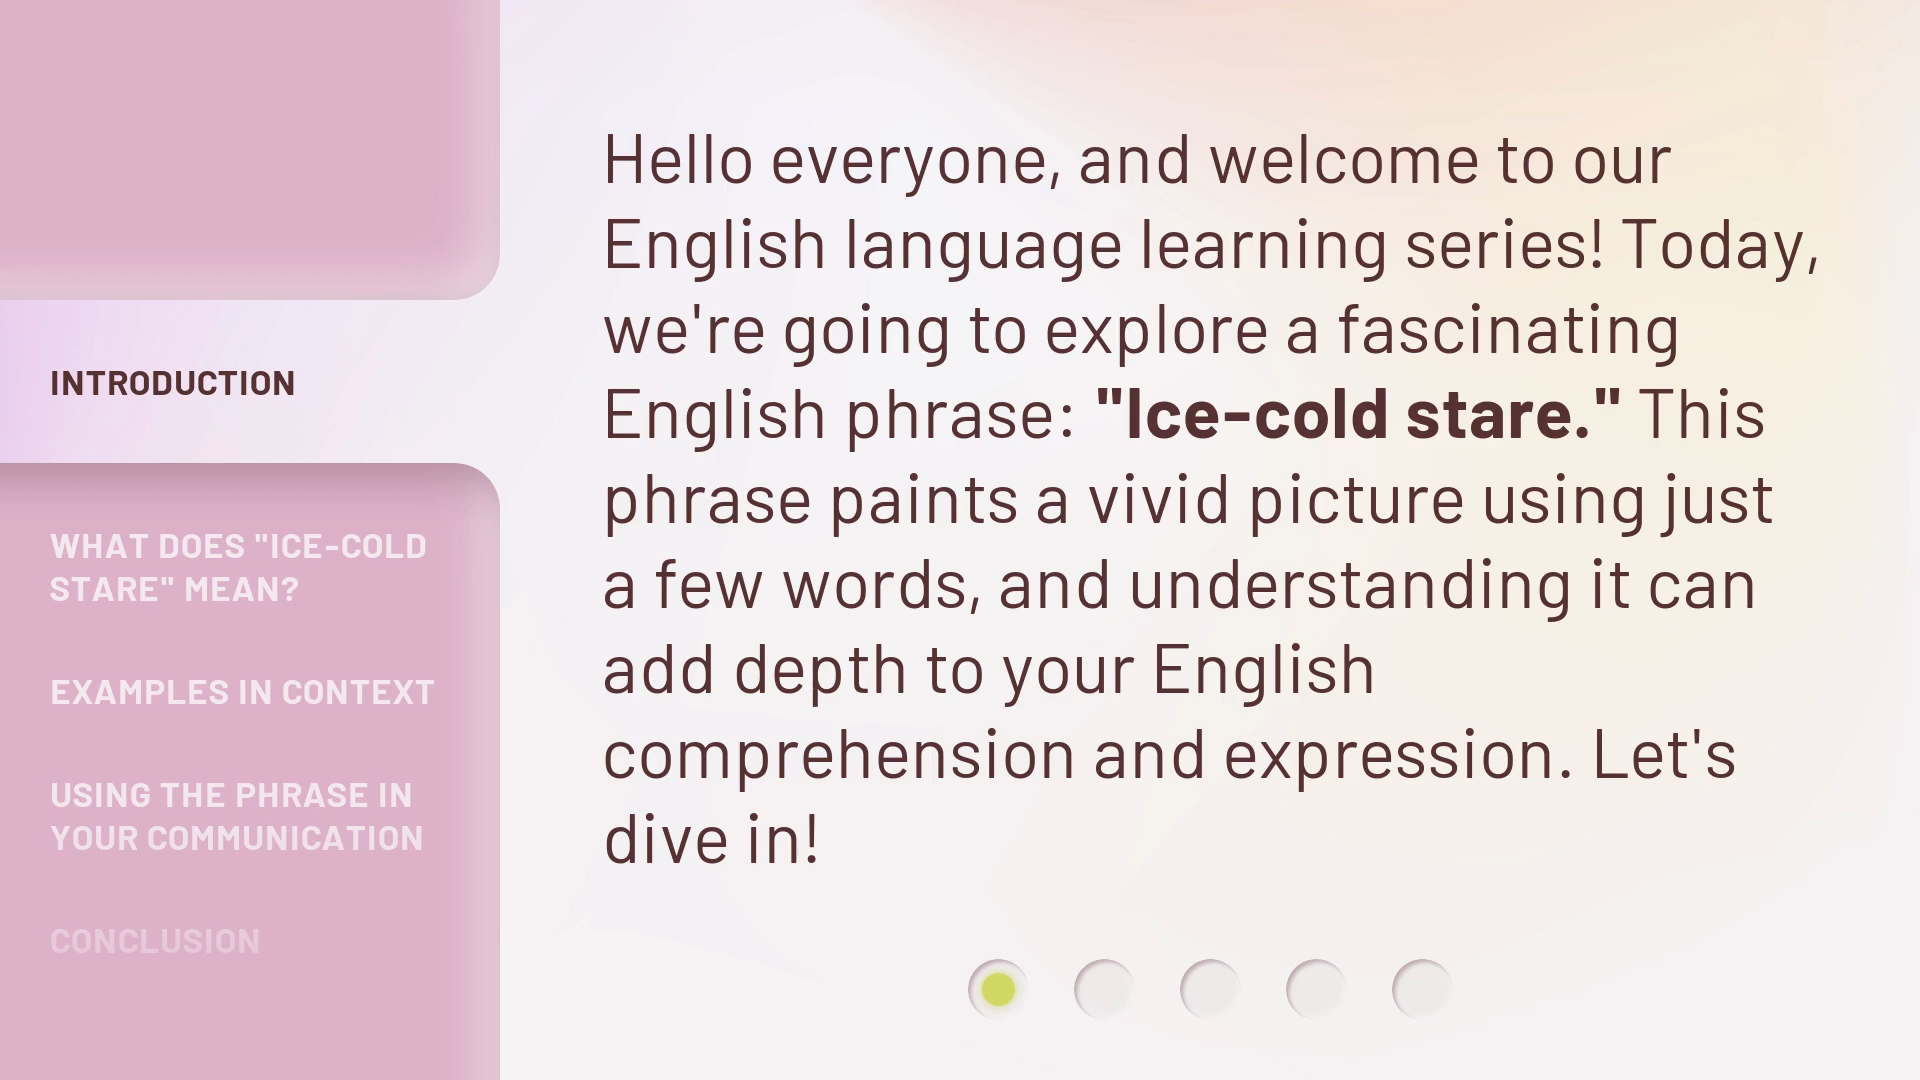 INTRODUCTION
WHAT DOES "ICE-COLD
STARE" MEAN?
EXAMPLES IN CONTEXT
USING THE PHRASE IN
YOUR COMMUNICATION
CONCLUSION
Hello everyone, and welcome to our
English language learning series! Today,
we're going to explore a fascinating
English phrase: "Ice-cold stare." This
phrase paints a vivid picture using just
a few words, and understanding it can
add depth to your English
comprehension and expression. Let's
dive in!